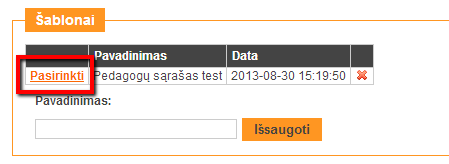 Šablonai
Pavadinimas Data
Pasirinkti Pedagogų sąrašas test 2013-08-30 15:19:50
Pavadinimas:
Išsaugoti